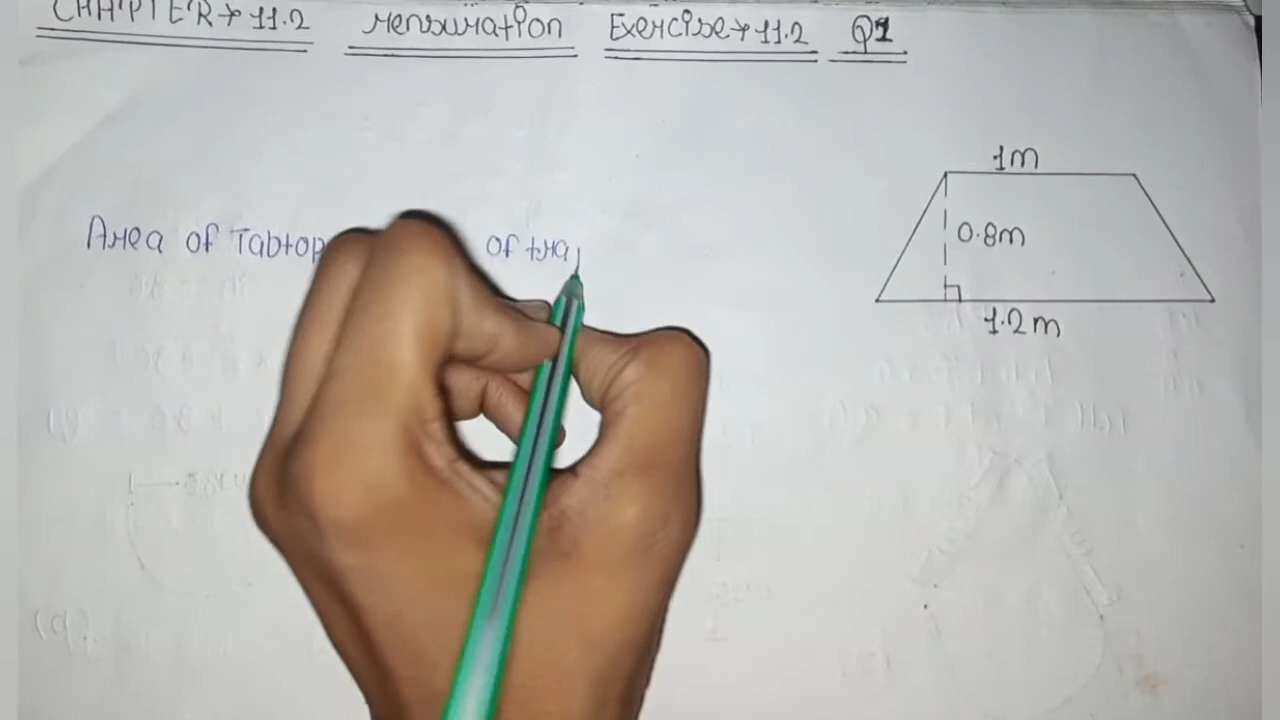 CHAPTER→11.2 Mensuration Exercise→11.2 Q1
1m
Area of Tabtop of tra
0.8m
1.2m